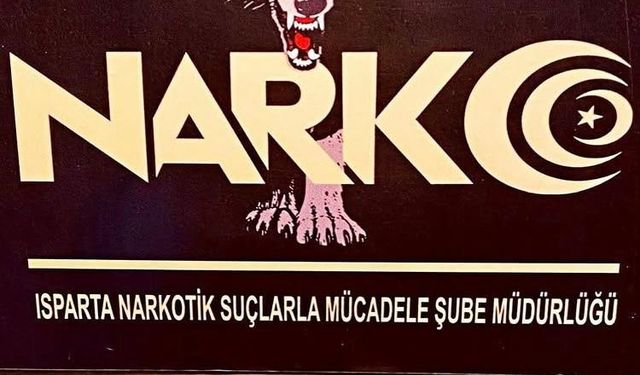 NARKO
ISPARTA NARKOTİK SUÇLARLA MÜCADELE ŞUBE MÜDÜRLÜĞÜ